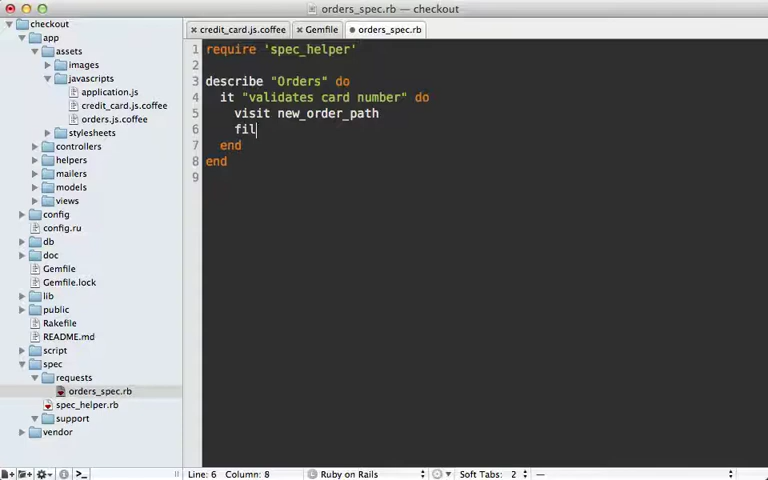 orders_spec.rb — checkout
checkout
app
assets
images
javascripts
application.js
credit_card.js.coffee
orders.js.coffee
stylesheets
controllers
helpers
mailers
models
views
config
config.ru
db
doc
Gemfile
Gemfile.lock
lib
public
Rakefile
README.md
script
spec
requests
orders_spec.rb
spec_helper.rb
support
vendor
credit_card.js.coffee Gemfile orders_spec.rb
1 require 'spec_helper'
2
3 describe "Orders" do
4 it "validates card number" do
5 visit new_order_path
6 fil
7 end
8 end
9
Line: 6 Column: 8 Ruby on Rails Soft Tabs: 2 —